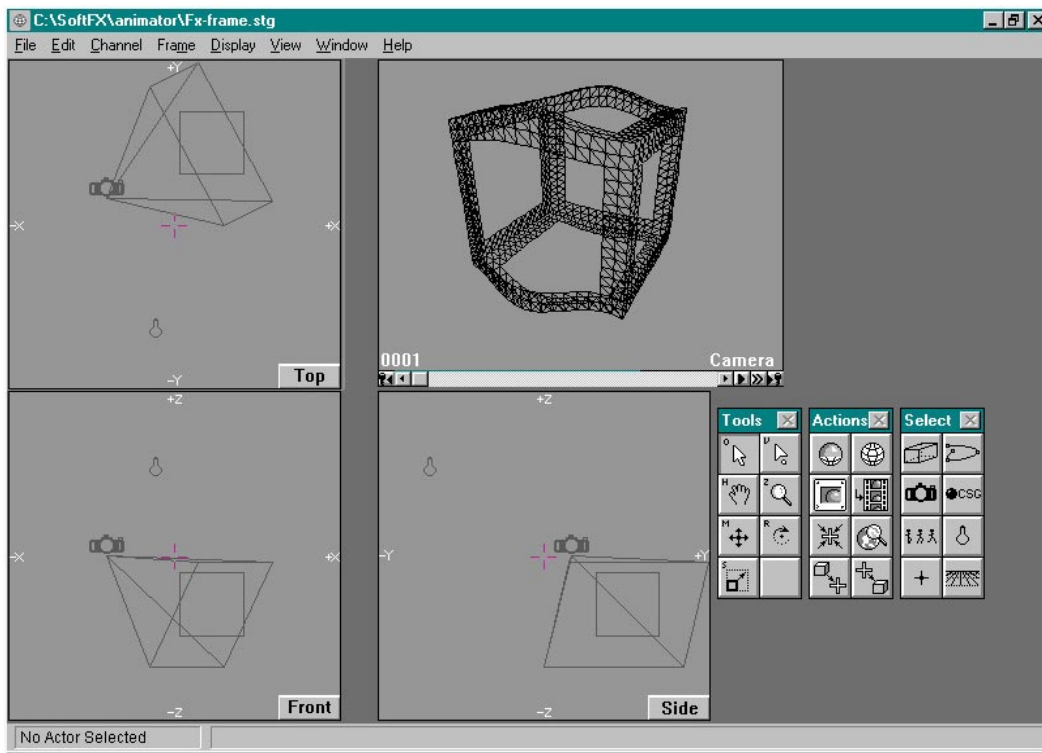 C:\SoftFX\animator\Fx-frame.stg
File Edit Channel Frame Display View Window Help
+Y
-X
+X
-Y
Top
0001
Camera
+Z
-X
+X
-Z
Front
+Z
-Y
+Y
-Z
Side
Tools
O
V
H
Z
M
R
S
Actions
Select
CSG
No Actor Selected